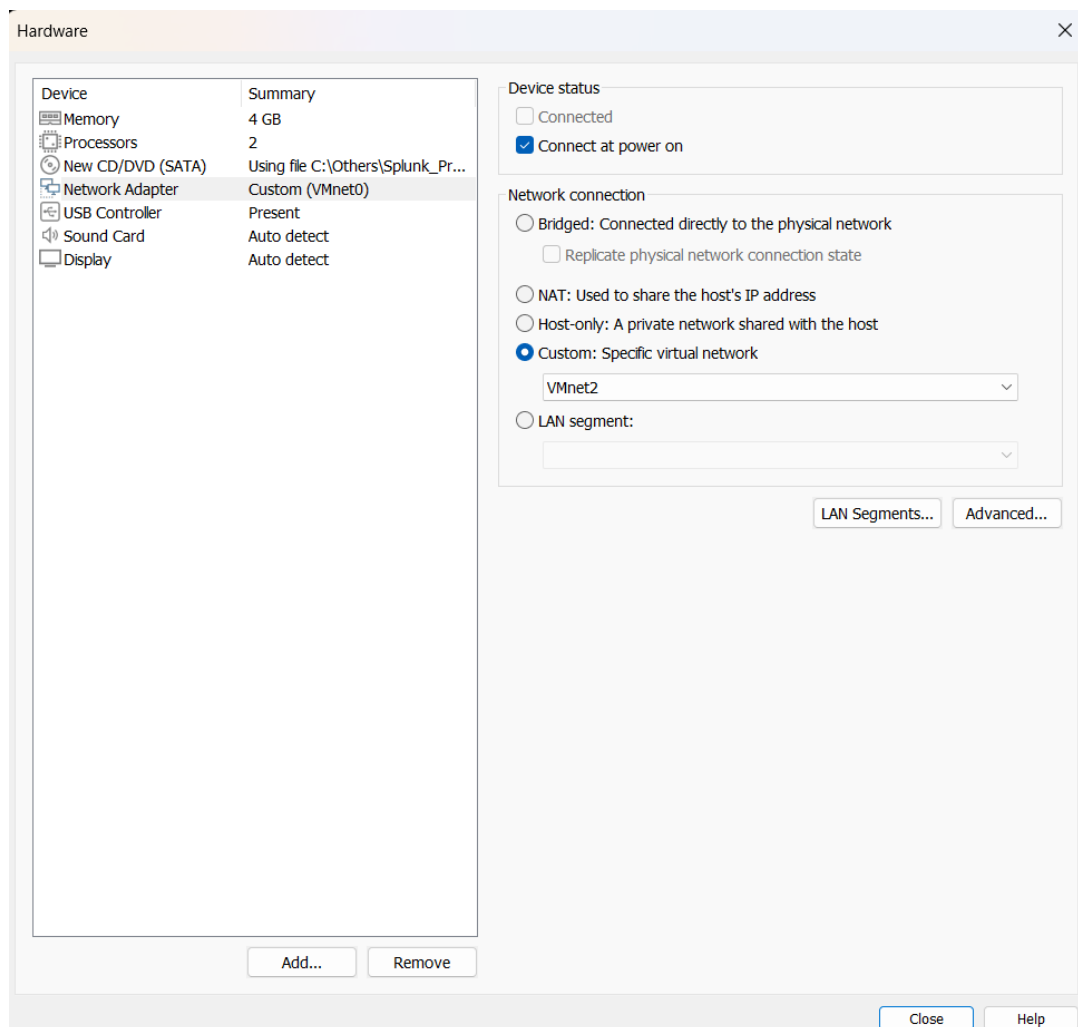 Hardware
Device Summary
Memory 4 GB
Processors 2
New CD/DVD (SATA) Using file C:\Others\Splunk_Pr...
Network Adapter Custom (VMnet0)
USB Controller Present
Sound Card Auto detect
Display Auto detect
Add... Remove
Device status
Connected
Connect at power on
Network connection
Bridged: Connected directly to the physical network
Replicate physical network connection state
NAT: Used to share the host's IP address
Host-only: A private network shared with the host
Custom: Specific virtual network
VMnet2
LAN segment:
LAN Segments... Advanced...
Close Help